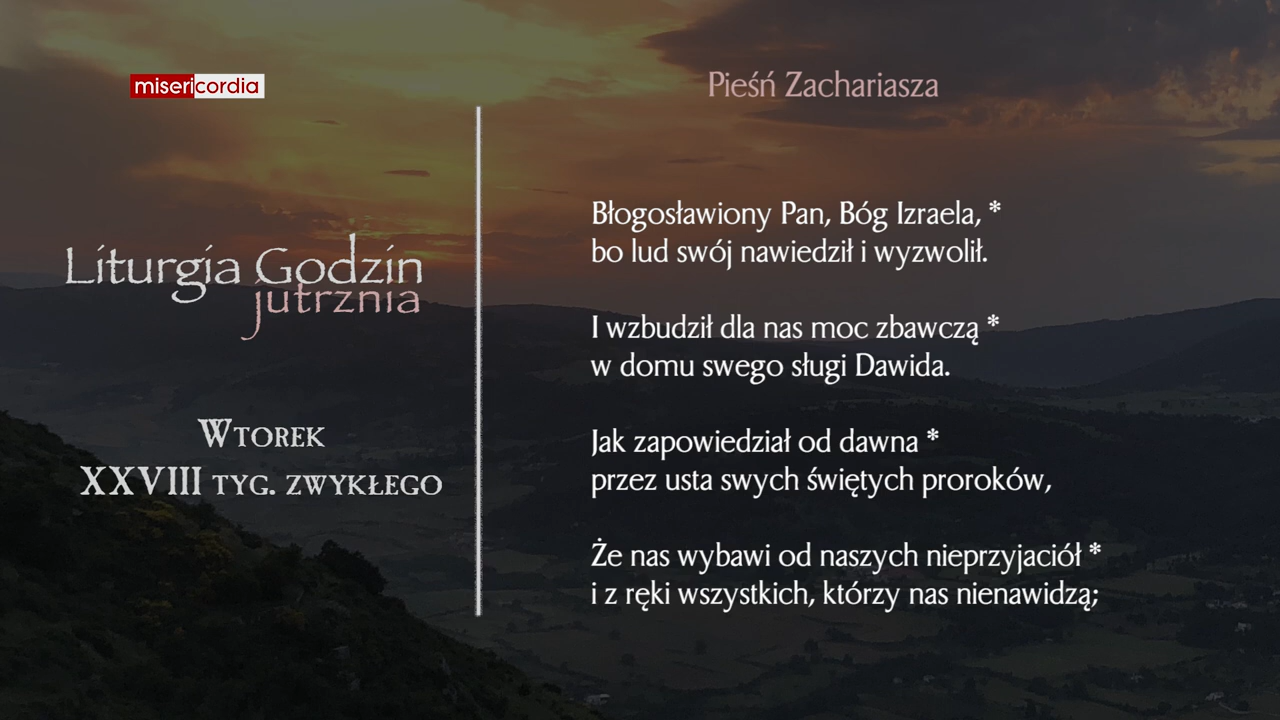 misericordia
Liturgia Godzin
jutrznia
Wtorek
XXVIII tyg. zwykłego
Pieśń Zachariasza
Błogosławiony Pan, Bóg Izraela, *
bo lud swój nawiedził i wyzwolił.
I wzbudził dla nas moc zbawczą *
w domu swego sługi Dawida.
Jak zapowiedział od dawna *
przez usta swych świętych proroków,
Że nas wybawi od naszych nieprzyjaciół *
i z ręki wszystkich, którzy nas nienawidzą;